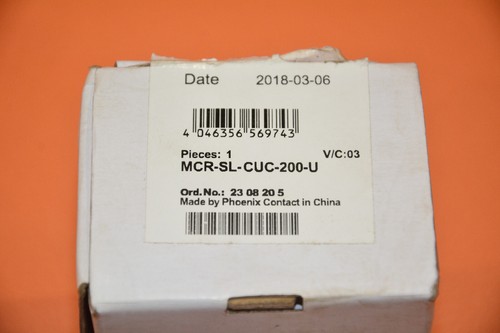 Date 2018-03-06
4 046356 569743
Pieces: 1 V/C:03
MCR-SL-CUC-200-U
Ord.No.: 23 08 20 5
Made by Phoenix Contact in China